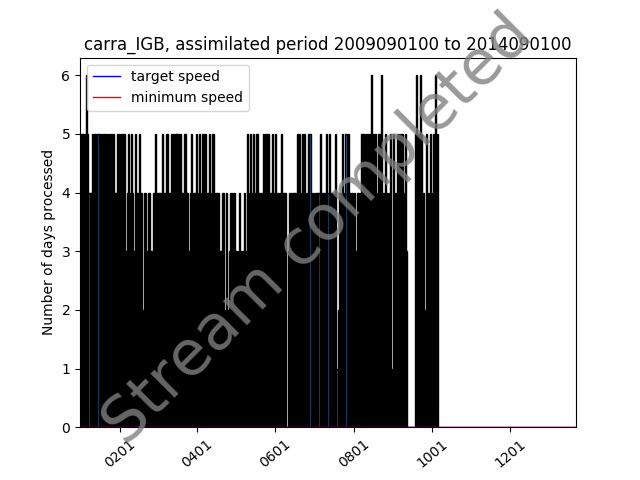 carra_IGB, assimilated period 2009090100 to 2014090100
target speed
minimum speed
Number of days processed
6
5
4
3
2
1
0
0201
0401
0601
0801
1001
1201
Stream completed